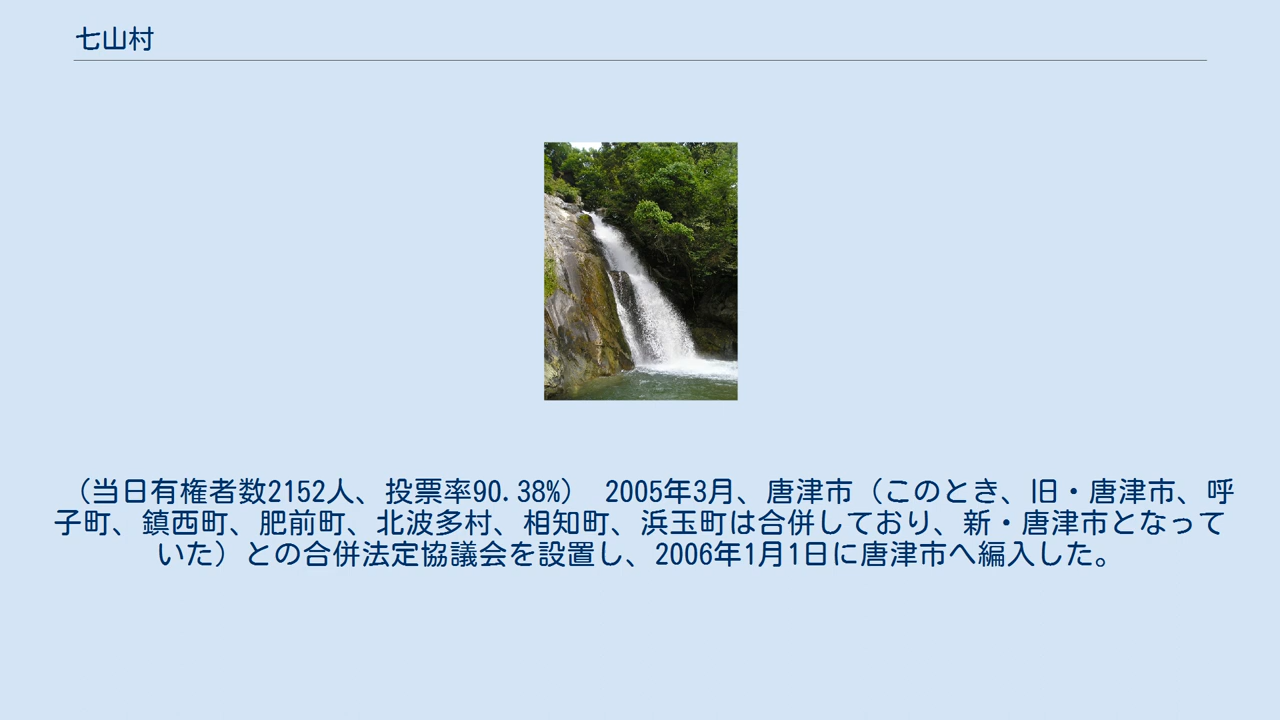 七山村
（当日有権者数2152人、投票率90.38%） 2005年3月、唐津市（このとき、旧・唐津市、呼
子町、鎮西町、肥前町、北波多村、相知町、浜玉町は合併しており、新・唐津市となって
いた）との合併法定協議会を設置し、2006年1月1日に唐津市へ編入した。